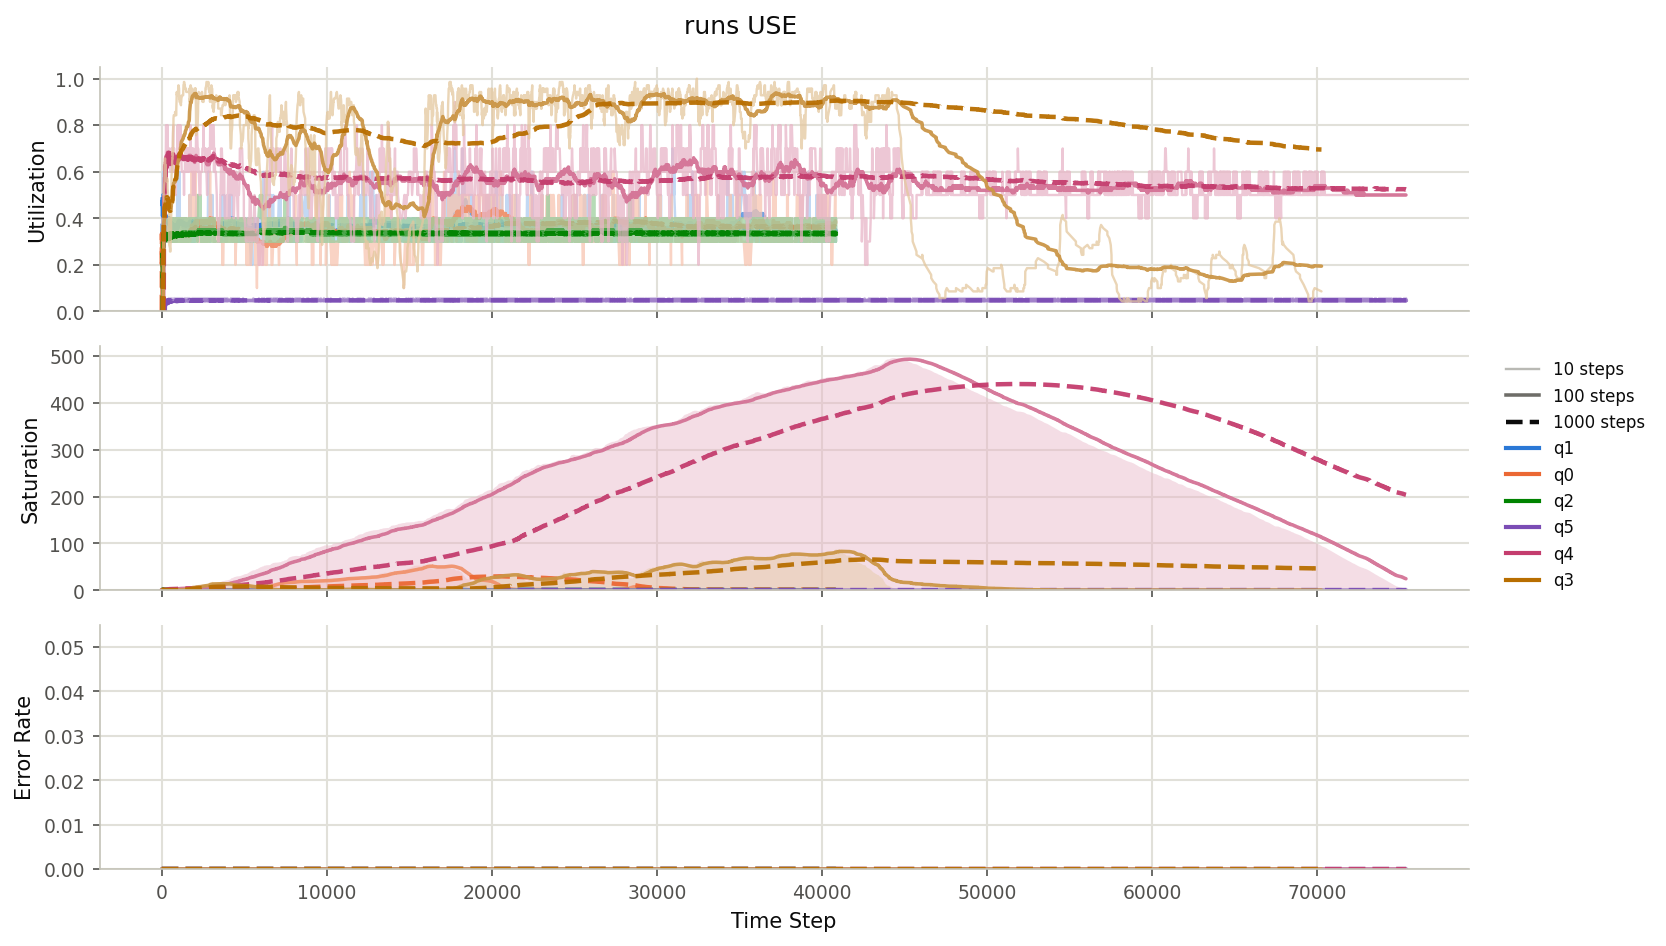 runs USE
1.0
0.8
0.6
0.4
0.2
0.0
Utilization
500
400
300
200
100
0
Saturation
10 steps
100 steps
1000 steps
q1
q0
q2
q5
q4
q3
0.05
0.04
0.03
0.02
0.01
0.00
Error Rate
0 10000 20000 30000 40000 50000 60000 70000
Time Step